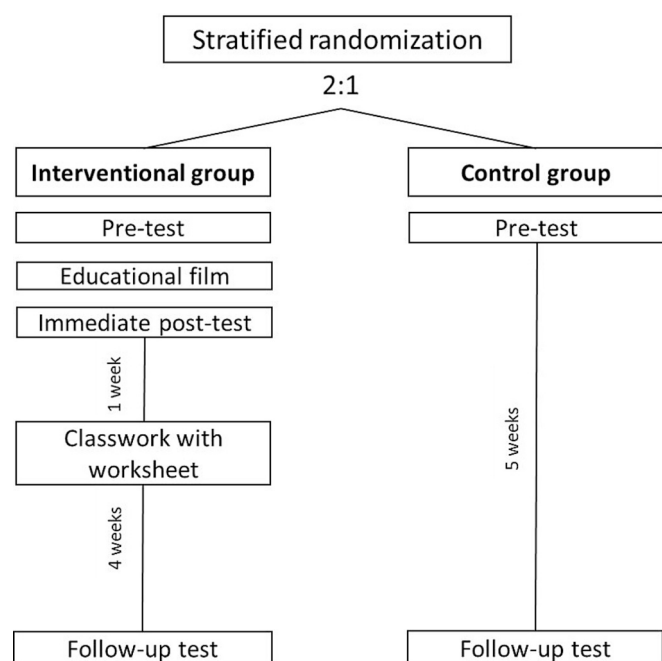 Stratified randomization
2:1
Interventional group
Control group
Pre-test
Pre-test
Educational film
Immediate post-test
1 week
Classwork with
worksheet
5 weeks
4 weeks
Follow-up test
Follow-up test